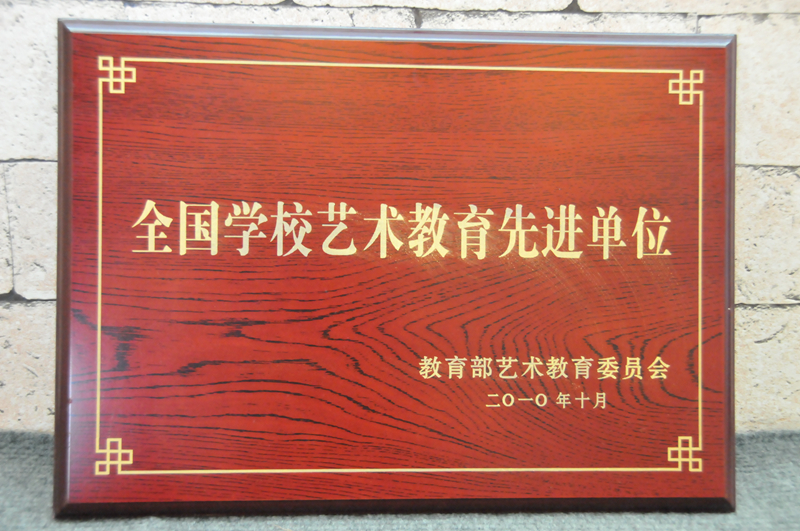 全国学校艺术教育先进单位
教育部艺术教育委员会
二〇一〇 年十月